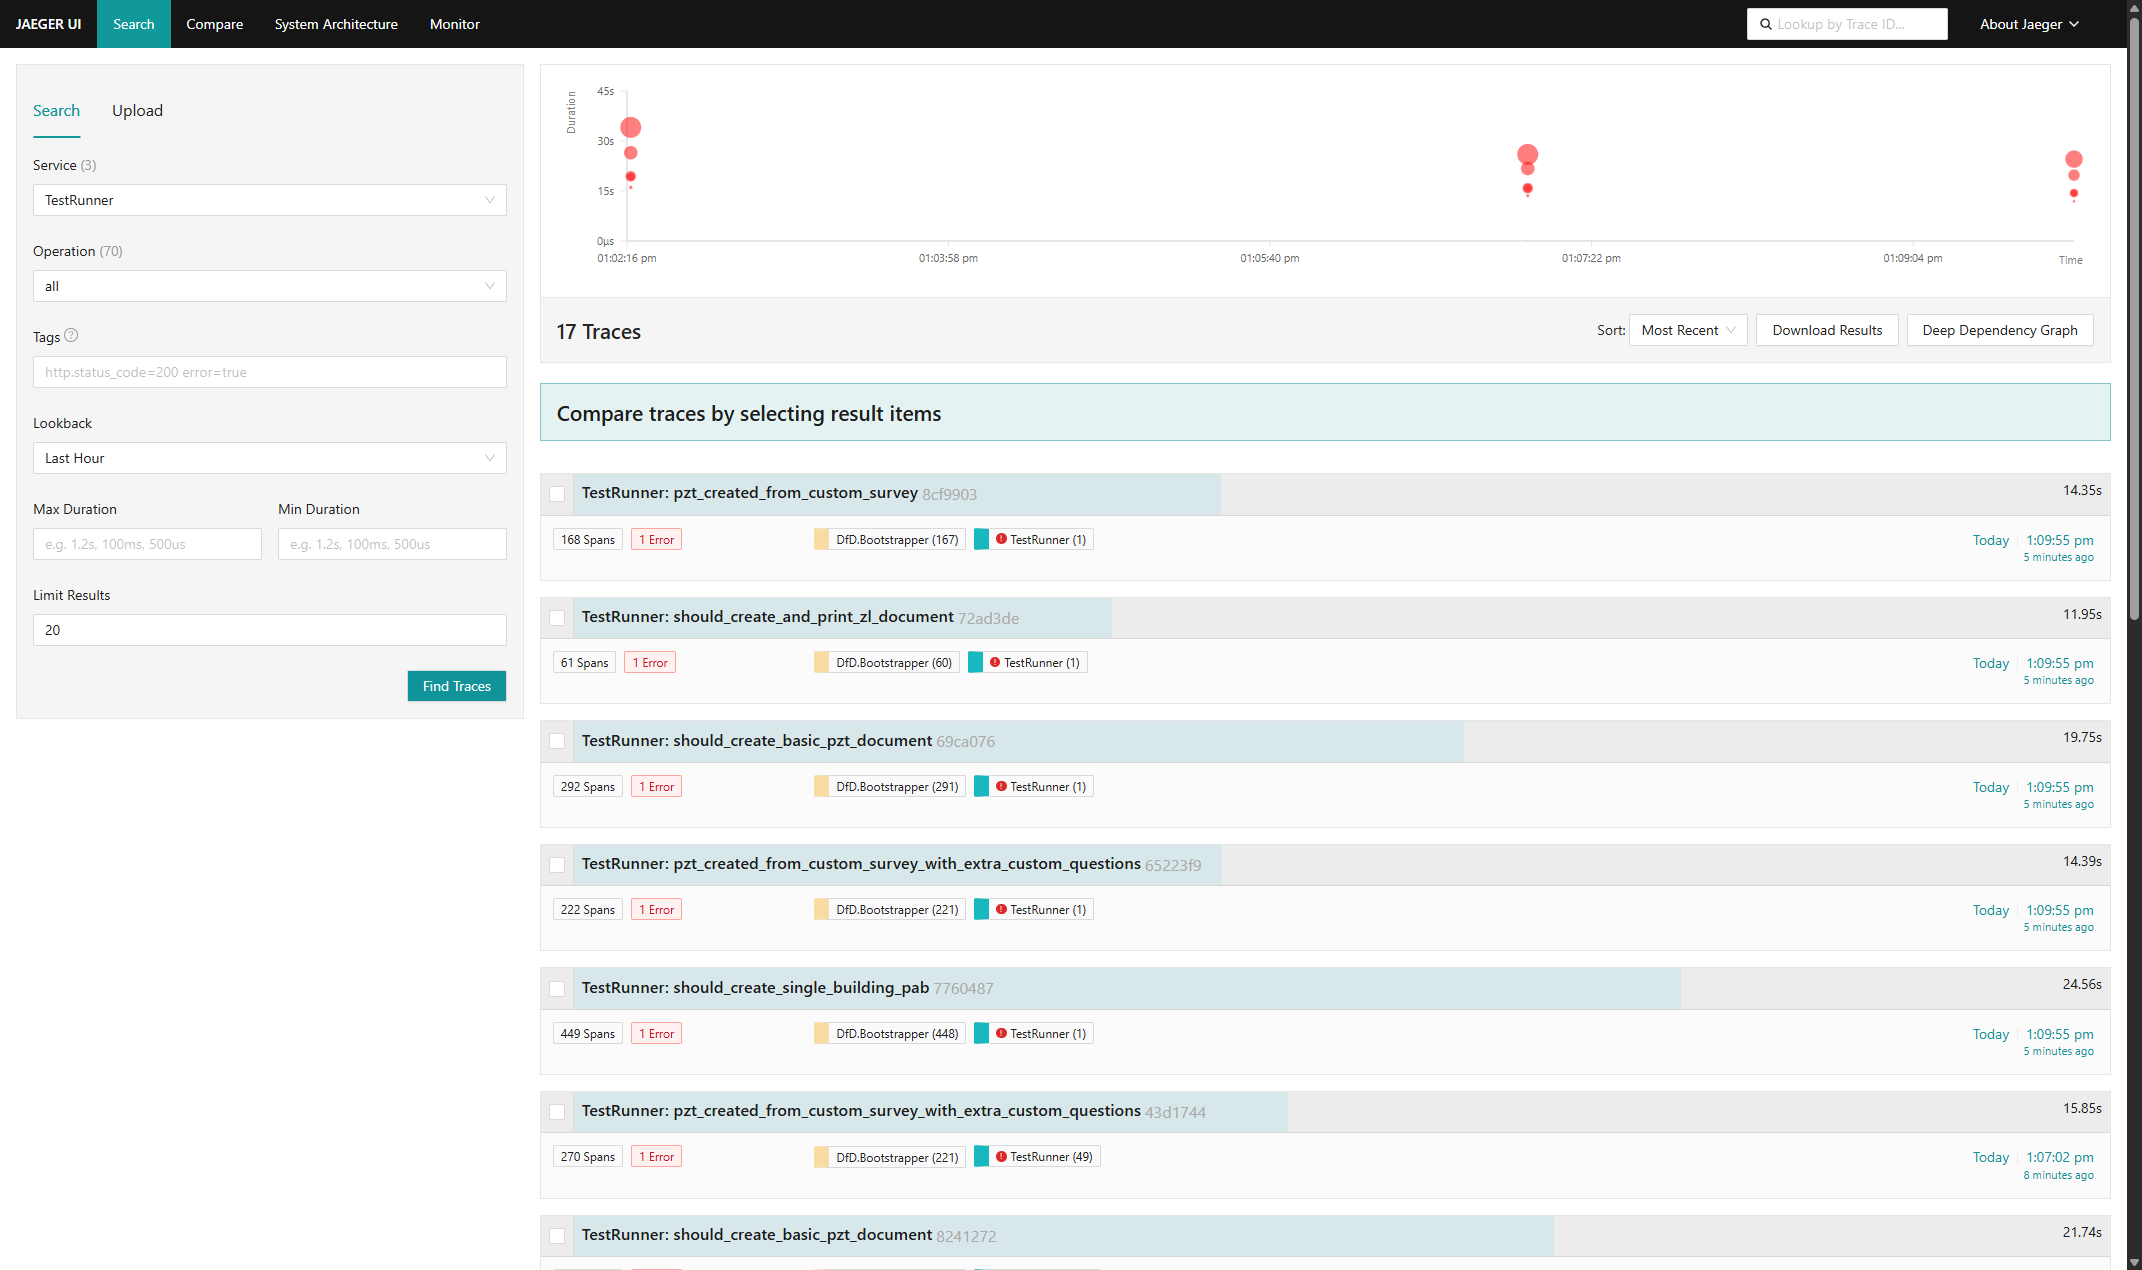 JAEGER UI Search Compare System Architecture Monitor Lookup by Trace ID... About Jaeger
Search Upload
Service (3)
TestRunner
Operation (70)
all
Tags ?
http.status_code=200 error=true
Lookback
Last Hour
Max Duration Min Duration
e.g. 1.2s, 100ms, 500us e.g. 1.2s, 100ms, 500us
Limit Results
20
Find Traces
Duration
45s
30s
15s
0μs
01:02:16 pm 01:03:58 pm 01:05:40 pm 01:07:22 pm 01:09:04 pm Time
17 Traces Sort: Most Recent Download Results Deep Dependency Graph
Compare traces by selecting result items
TestRunner: pzt_created_from_custom_survey 8cf9903 14.35s
168 Spans 1 Error DfD.Bootstrapper (167) TestRunner (1) Today 1:09:55 pm
5 minutes ago
TestRunner: should_create_and_print_zl_document 72ad3de 11.95s
61 Spans 1 Error DfD.Bootstrapper (60) TestRunner (1) Today 1:09:55 pm
5 minutes ago
TestRunner: should_create_basic_pzt_document 69ca076 19.75s
292 Spans 1 Error DfD.Bootstrapper (291) TestRunner (1) Today 1:09:55 pm
5 minutes ago
TestRunner: pzt_created_from_custom_survey_with_extra_custom_questions 65223f9 14.39s
222 Spans 1 Error DfD.Bootstrapper (221) TestRunner (1) Today 1:09:55 pm
5 minutes ago
TestRunner: should_create_single_building_pab 7760487 24.56s
449 Spans 1 Error DfD.Bootstrapper (448) TestRunner (1) Today 1:09:55 pm
5 minutes ago
TestRunner: pzt_created_from_custom_survey_with_extra_custom_questions 43d1744 15.85s
270 Spans 1 Error DfD.Bootstrapper (221) TestRunner (49) Today 1:07:02 pm
8 minutes ago
TestRunner: should_create_basic_pzt_document 8241272 21.74s